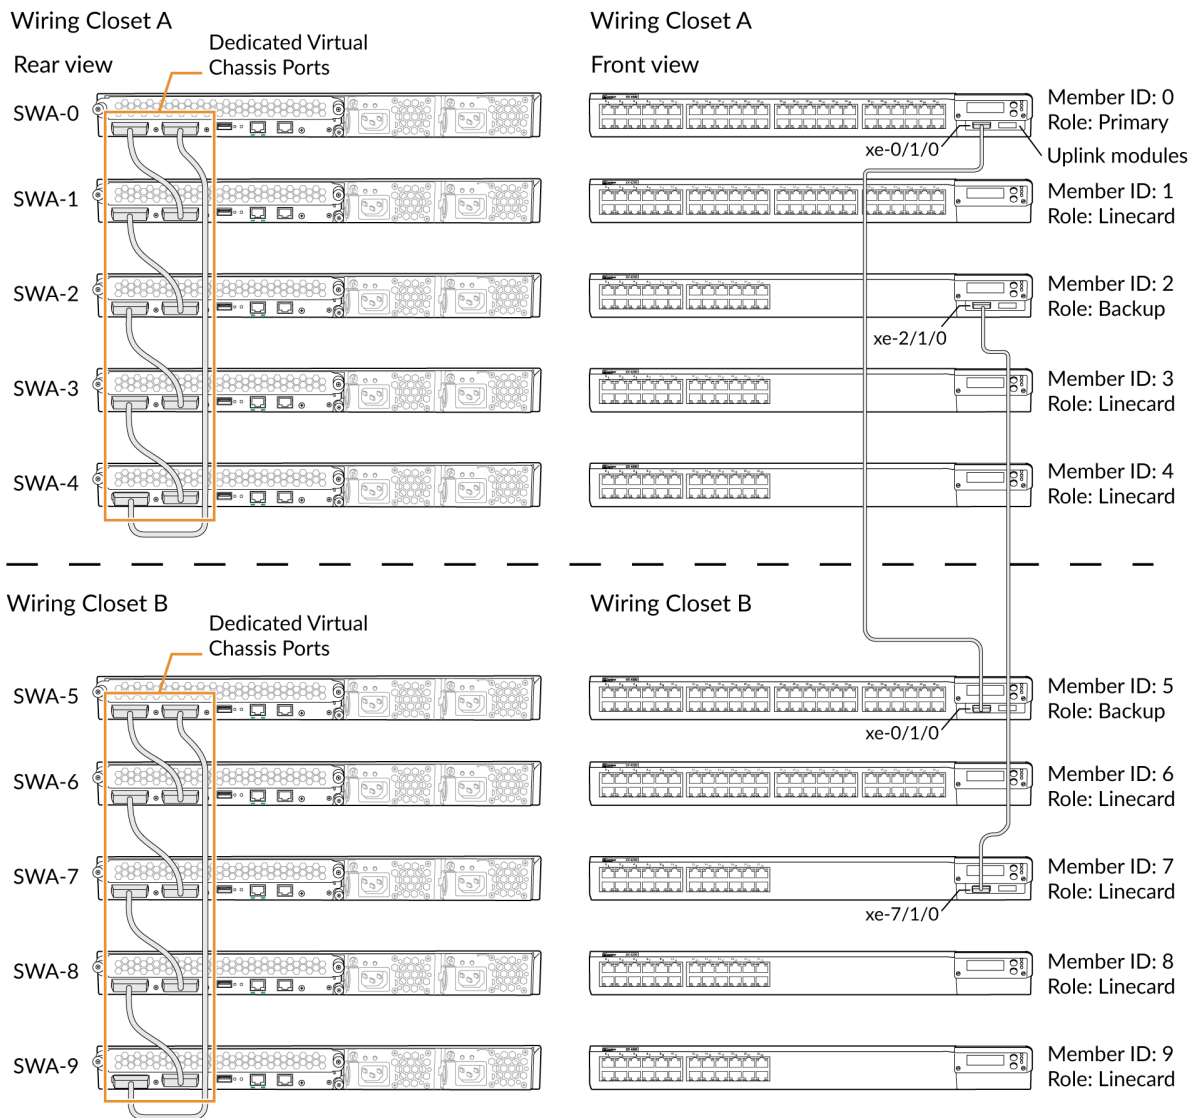 Wiring Closet A
Rear view
Dedicated Virtual
Chassis Ports
SWA-0
SWA-1
SWA-2
SWA-3
SWA-4
Wiring Closet A
Front view
Member ID: 0
Role: Primary
xe-0/1/0
Uplink modules
Member ID: 1
Role: Linecard
Member ID: 2
Role: Backup
xe-2/1/0
Member ID: 3
Role: Linecard
Member ID: 4
Role: Linecard
Wiring Closet B
Dedicated Virtual
Chassis Ports
SWA-5
SWA-6
SWA-7
SWA-8
SWA-9
Wiring Closet B
Member ID: 5
Role: Backup
xe-0/1/0
Member ID: 6
Role: Linecard
Member ID: 7
Role: Linecard
xe-7/1/0
Member ID: 8
Role: Linecard
Member ID: 9
Role: Linecard